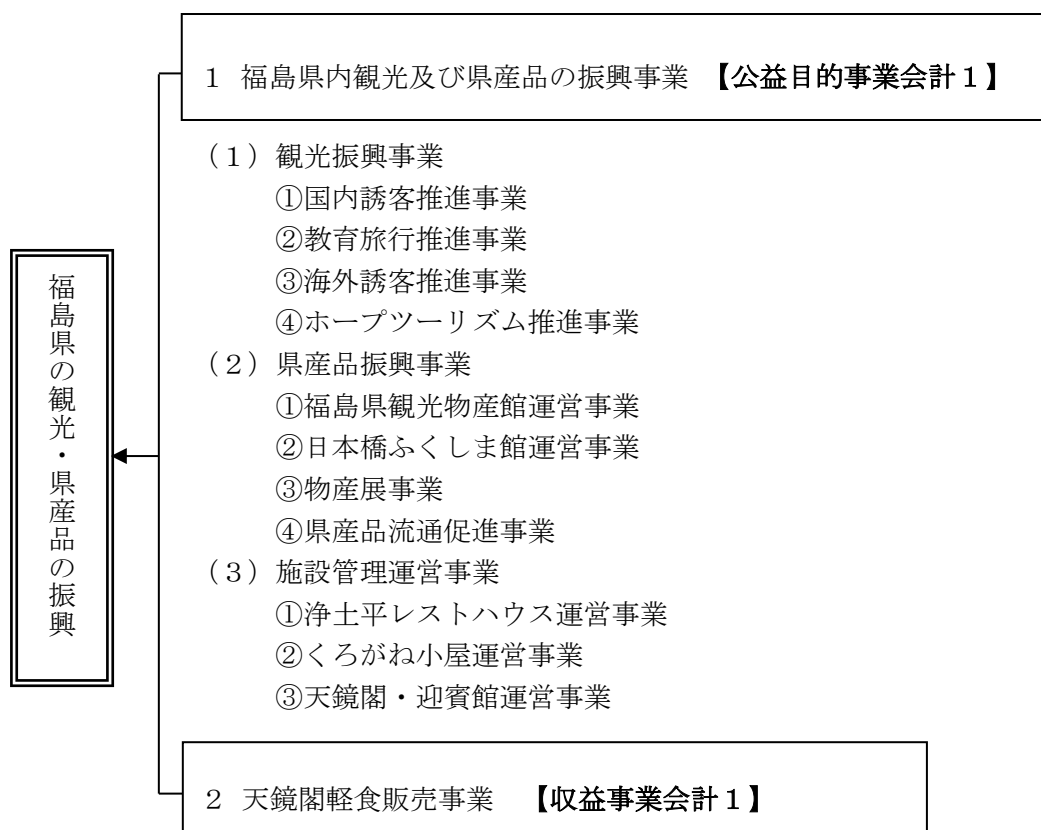 1 福島県内観光及び県産品の振興事業 【公益目的事業会計1】
(1)観光振興事業
①国内誘客推進事業
②教育旅行推進事業
③海外誘客推進事業
④ホープツーリズム推進事業
(2)県産品振興事業
①福島県観光物産館運営事業
②日本橋ふくしま館運営事業
③物産展事業
④県産品流通促進事業
(3)施設管理運営事業
①浄土平レストハウス運営事業
②くろがね小屋運営事業
③天鏡閣・迎賓館運営事業
2 天鏡閣軽食販売事業 【収益事業会計1】
福島県の観光・県産品の振興